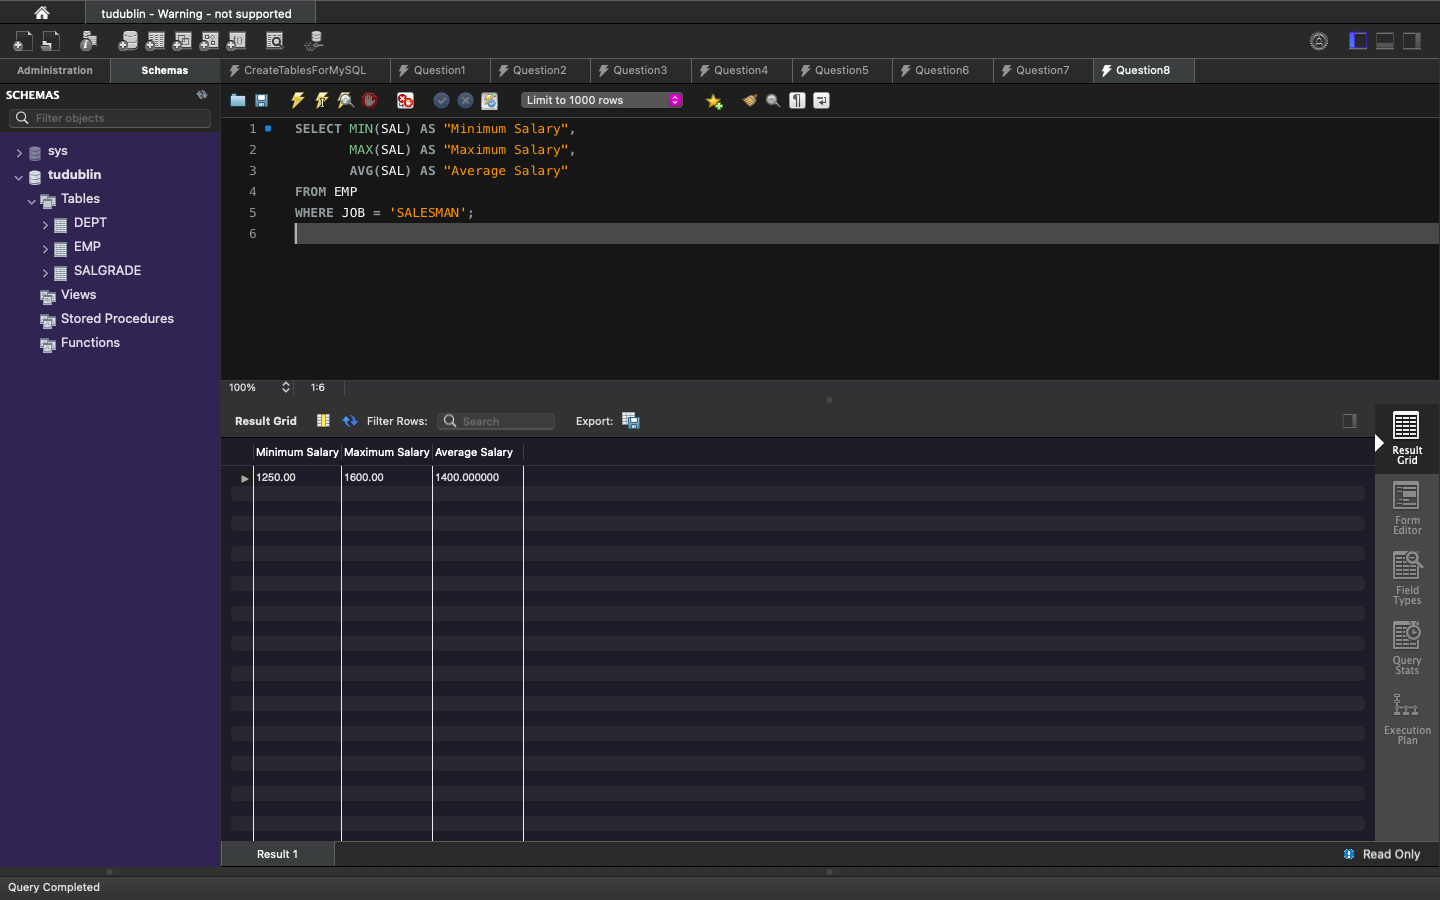 tudublin - Warning - not supported
Administration Schemas CreateTablesForMySQL Question1 Question2 Question3 Question4 Question5 Question6 Question7 Question8
SCHEMAS
Filter objects
Limit to 1000 rows
sys
tudublin
Tables
DEPT
EMP
SALGRADE
Views
Stored Procedures
Functions
1 SELECT MIN(SAL) AS "Minimum Salary",
2 MAX(SAL) AS "Maximum Salary",
3 AVG(SAL) AS "Average Salary"
4 FROM EMP
5 WHERE JOB = 'SALESMAN';
6
100% 1:6
Result Grid Filter Rows: Search Export:
Minimum Salary Maximum Salary Average Salary
1250.00 1600.00 1400.000000
Result
Grid
Form
Editor
Field
Types
Query
Stats
Execution
Plan
Result 1 Read Only
Query Completed